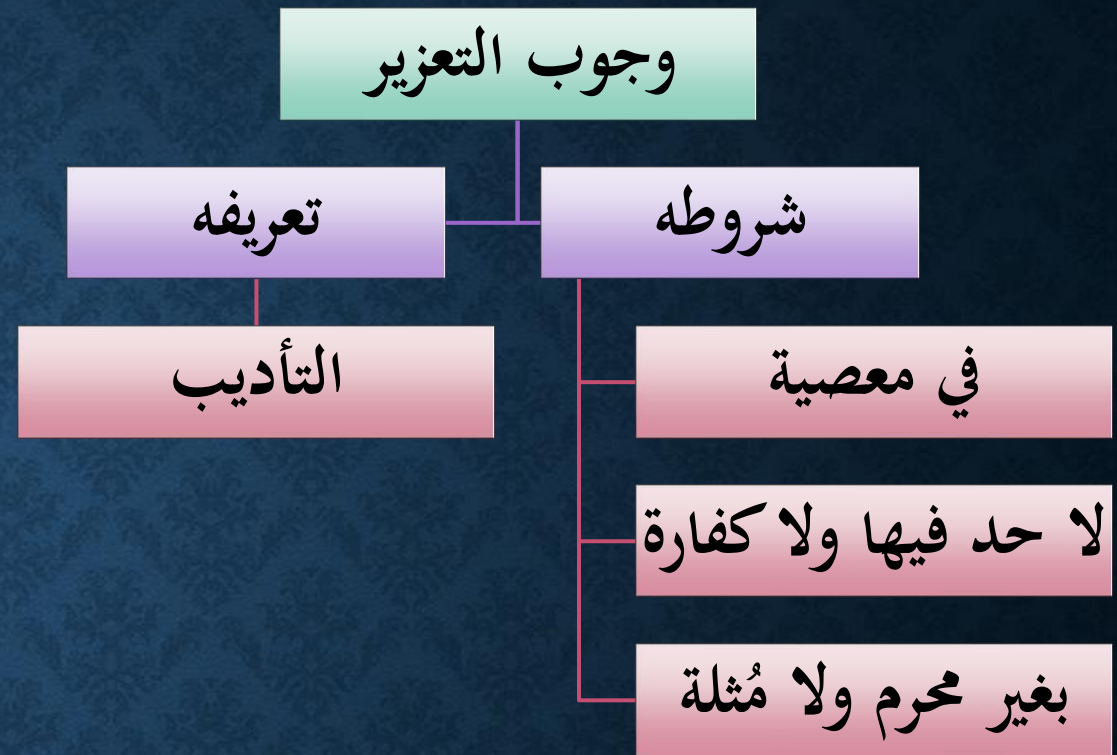 وجوب التعزير
شروطه
تعريفه
في معصية
التأديب
لا حد فيها ولا كفارة
بغير محرم ولا مُثلة